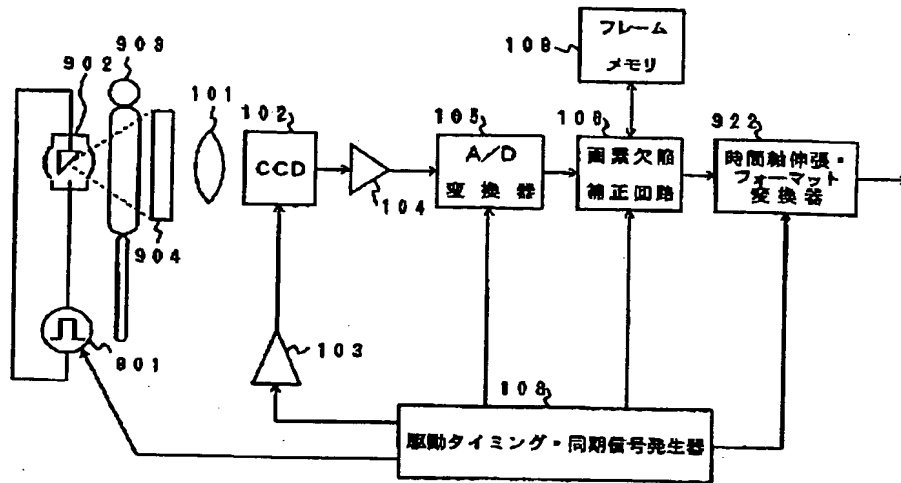 903
902
101
102
CCD
104
105
A/D
変換器
108
フレーム
メモリ
106
画素欠陥
補正回路
922
時間軸伸張・
フォーマット
変換器
904
901
103
108
駆動タイミング・同期信号発生器